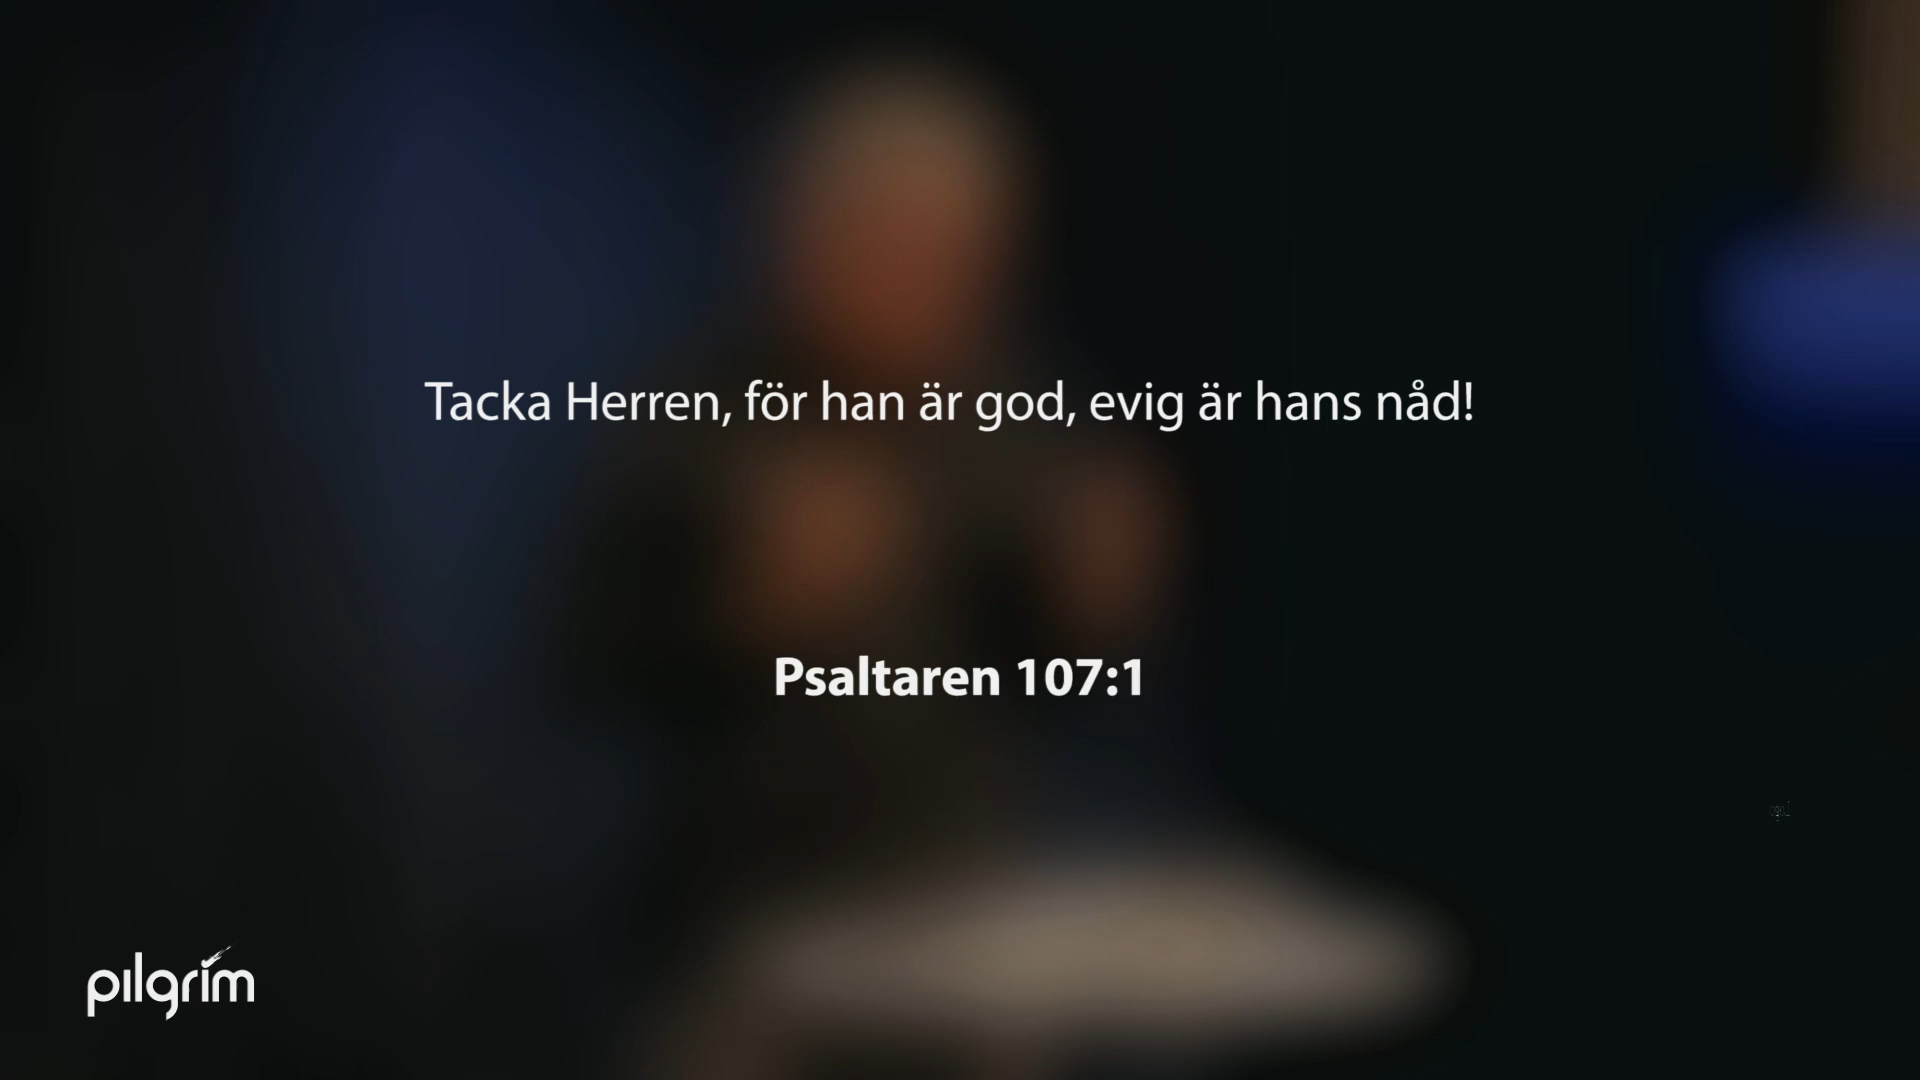 Tacka Herren, för han är god, evig är hans nåd!
Psaltaren 107:1
pilgrim